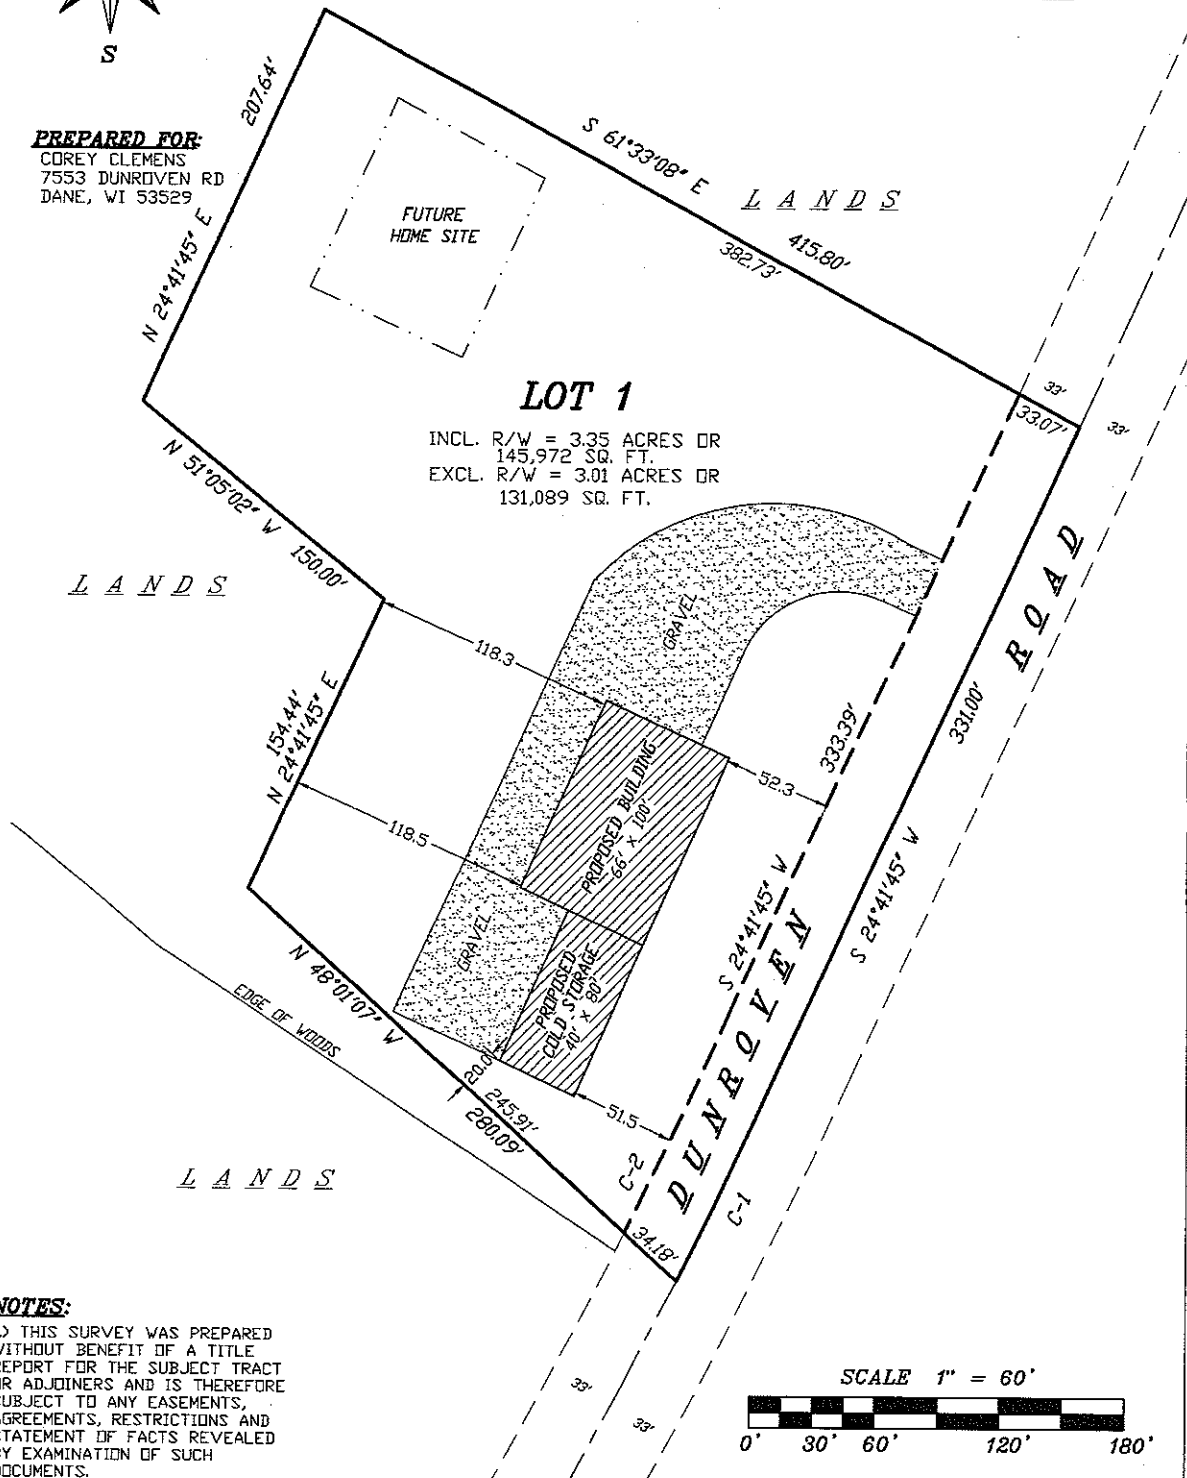 S
207.64'
PREPARED FOR:
COREY CLEMENS
7553 DUNROVEN RD
DANE, WI 53529
N 24°41'45" E
FUTURE
HOME SITE
S 61°33'08" E
LANDS
415.80'
382.73'
LOT 1
INCL. R/W = 3.35 ACRES OR
145,972 SQ. FT.
EXCL. R/W = 3.01 ACRES OR
131,089 SQ. FT.
33'
33.07'
33'
N 51°05'02" W
150.00'
LANDS
GRAVEL
118.3
154.44'
N 24°41'45" E
118.5
PROPOSED BUILDING
66' X 100'
52.3
333.39'
331.00'
S 24°41'45" W
S 24°41'45" W
DUNROVEN ROAD
GRAVEL
PROPOSED
COLD STORAGE
40' X 80'
N 48°01'07" W
EDGE OF WOODS
20.0
245.91'
280.09'
51.5
C-2
C-1
34.18'
LANDS
NOTES:
THIS SURVEY WAS PREPARED
WITHOUT BENEFIT OF A TITLE
REPORT FOR THE SUBJECT TRACT
OR ADJOINERS AND IS THEREFORE
SUBJECT TO ANY EASEMENTS,
AGREEMENTS, RESTRICTIONS AND
STATEMENT OF FACTS REVEALED
BY EXAMINATION OF SUCH
DOCUMENTS.
33'
33'
SCALE 1" = 60'
0' 30' 60' 120' 180'